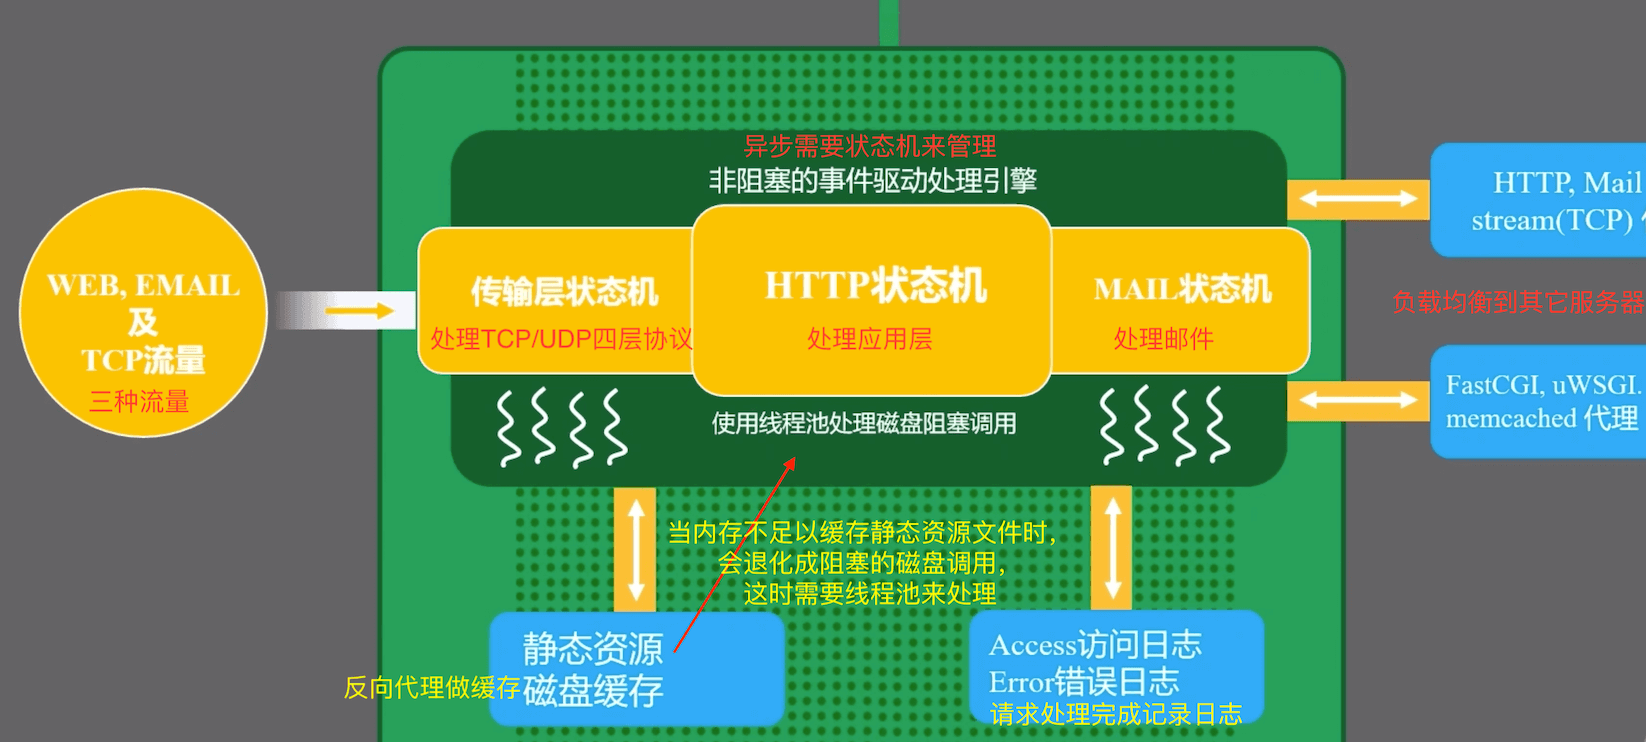 异步需要状态机来管理
非阻塞的事件驱动处理引擎
WEB, EMAIL
及
TCP流量
三种流量
传输层状态机
处理TCP/UDP四层协议
HTTP状态机
处理应用层
MAIL状态机
处理邮件
使用线程池处理磁盘阻塞调用
HTTP, Mail
stream(TCP)
负载均衡到其它服务器
FastCGI, uWSGI.
memcached 代理
当内存不足以缓存静态资源文件时,
会退化成阻塞的磁盘调用,
这时需要线程池来处理
静态资源
磁盘缓存
反向代理做缓存
Access访问日志
Error错误日志
请求处理完成记录日志